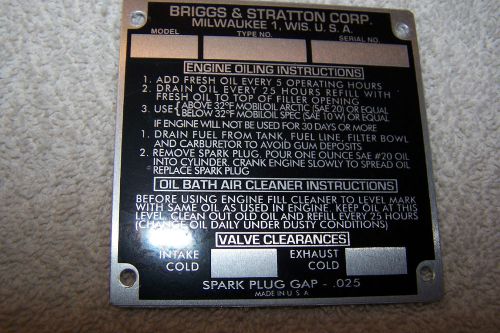 BRIGGS & STRATTON CORP.
MILWAUKEE 1, WIS. U. S. A.
MODEL TYPE NO. SERIAL NO.
ENGINE OILING INSTRUCTIONS
1. ADD FRESH OIL EVERY 5 OPERATING HOURS
2. DRAIN OIL EVERY 25 HOURS REFILL WITH
FRESH OIL TO TOP OF FILLER OPENING
3. USE { ABOVE 32°F MOBILOIL ARCTIC (SAE 20) OR EQUAL
BELOW 32°F MOBILOIL SPEC (SAE 10 W) OR EQUAL
IF ENGINE WILL NOT BE USED FOR 30 DAYS OR MORE
1. DRAIN FUEL FROM TANK, FUEL LINE, FILTER BOWL
AND CARBURETOR TO AVOID GUM DEPOSITS
2. REMOVE SPARK PLUG, POUR ONE OUNCE SAE #20 OIL
INTO CYLINDER, CRANK ENGINE SLOWLY TO SPREAD OIL
REPLACE SPARK PLUG
OIL BATH AIR CLEANER INSTRUCTIONS
BEFORE USING ENGINE FILL CLEANER TO LEVEL MARK
WITH SAME OIL AS USED IN ENGINE. KEEP OIL AT THIS
LEVEL. CLEAN OUT OLD OIL AND REFILL EVERY 25 HOURS
(CHANGE OIL DAILY UNDER DUSTY CONDITIONS)
VALVE CLEARANCES
INTAKE EXHAUST
COLD COLD
SPARK PLUG GAP - .025
MADE IN U S A